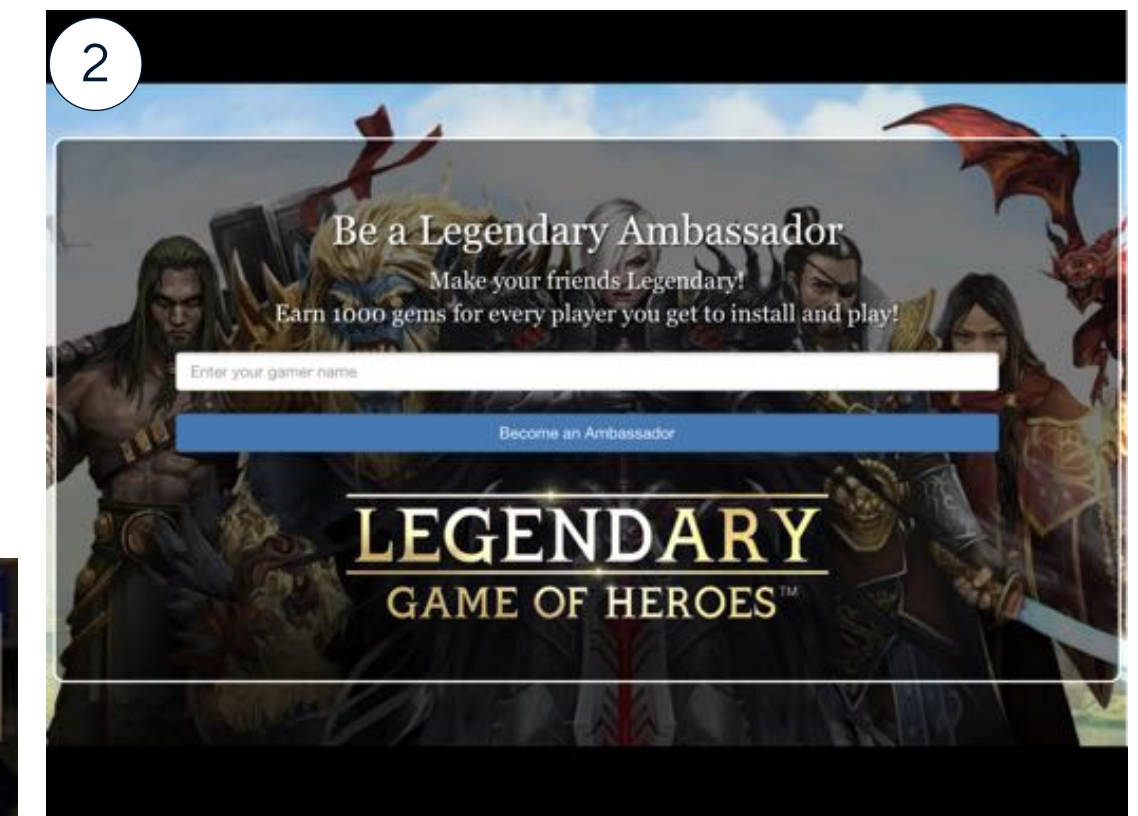 2
Be a Legendary Ambassador
Make your friends Legendary!
Earn 1000 gems for every player you get to install and play!
Enter your gamer name
Become an Ambassador
LEGENDARY
GAME OF HEROES™